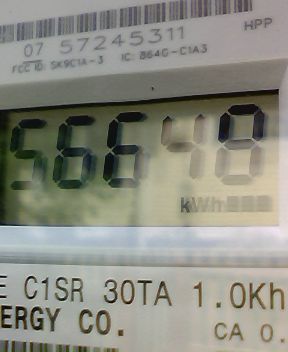 07 57245311
HPP
FCC ID: SK9C1A-3 IC: 864G-C1A3
56648
kWh
E C1SR 30TA 1.0Kh
ERGY CO.
CA 0.